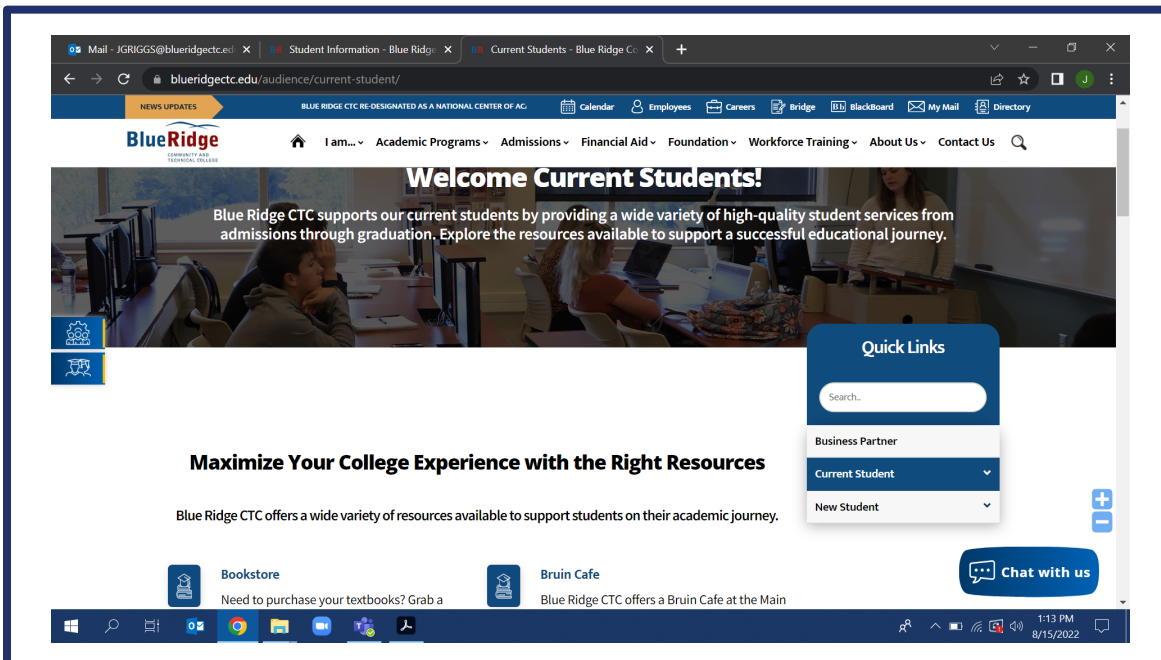 Mail - JGRIGGS@blueridgectc.ed
Student Information - Blue Ridge
Current Students - Blue Ridge Co
blueridgectc.edu/audience/current-student/
J
NEWS UPDATES
BLUE RIDGE CTC RE-DESIGNATED AS A NATIONAL CENTER OF AC
Calendar
Employees
Careers
Bridge
Bb BlackBoard
My Mail
Directory
BlueRidge
COMMUNITY AND
TECHNICAL COLLEGE
I am...
Academic Programs
Admissions
Financial Aid
Foundation
Workforce Training
About Us
Contact Us
Welcome Current Students!
Blue Ridge CTC supports our current students by providing a wide variety of high-quality student services from
admissions through graduation. Explore the resources available to support a successful educational journey.
Quick Links
Search..
Business Partner
Current Student
New Student
Maximize Your College Experience with the Right Resources
Blue Ridge CTC offers a wide variety of resources available to support students on their academic journey.
Bookstore
Need to purchase your textbooks? Grab a
Bruin Cafe
Blue Ridge CTC offers a Bruin Cafe at the Main
Chat with us
1:13 PM
8/15/2022